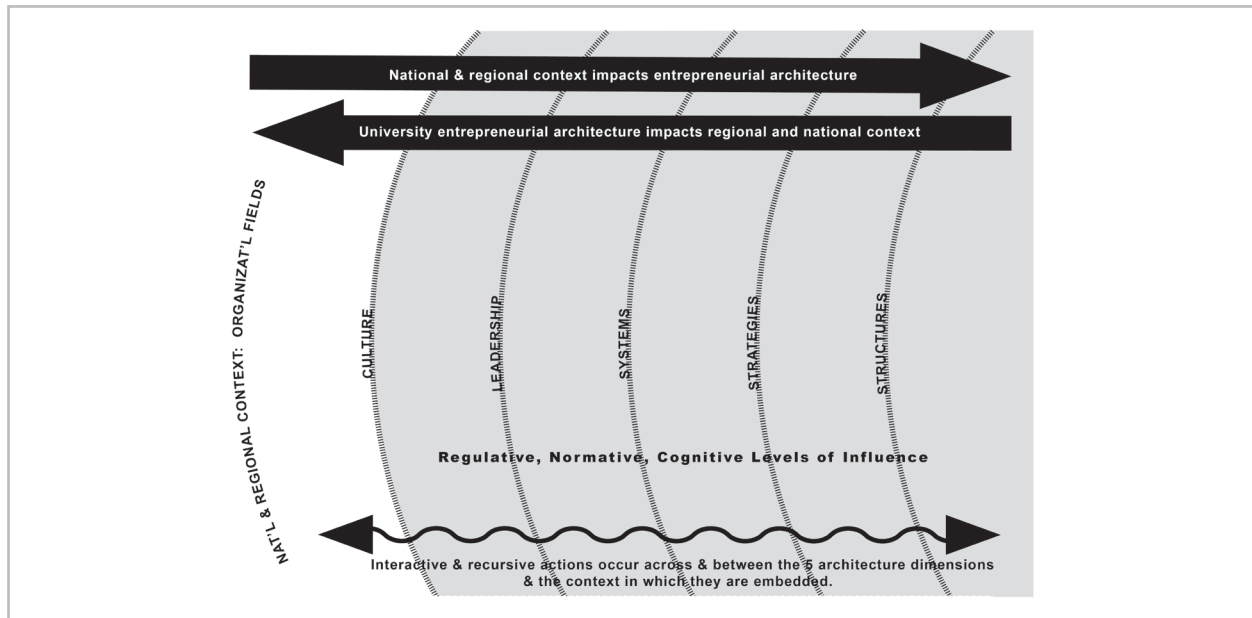 National & regional context impacts entrepreneurial architecture
University entrepreneurial architecture impacts regional and national context
NAT'L & REGIONAL CONTEXT: ORGANIZAT'L FIELDS
CULTURE
LEADERSHIP
SYSTEMS
STRATEGIES
STRUCTURES
Regulative, Normative, Cognitive Levels of Influence
Interactive & recursive actions occur across & between the 5 architecture dimensions
& the context in which they are embedded.